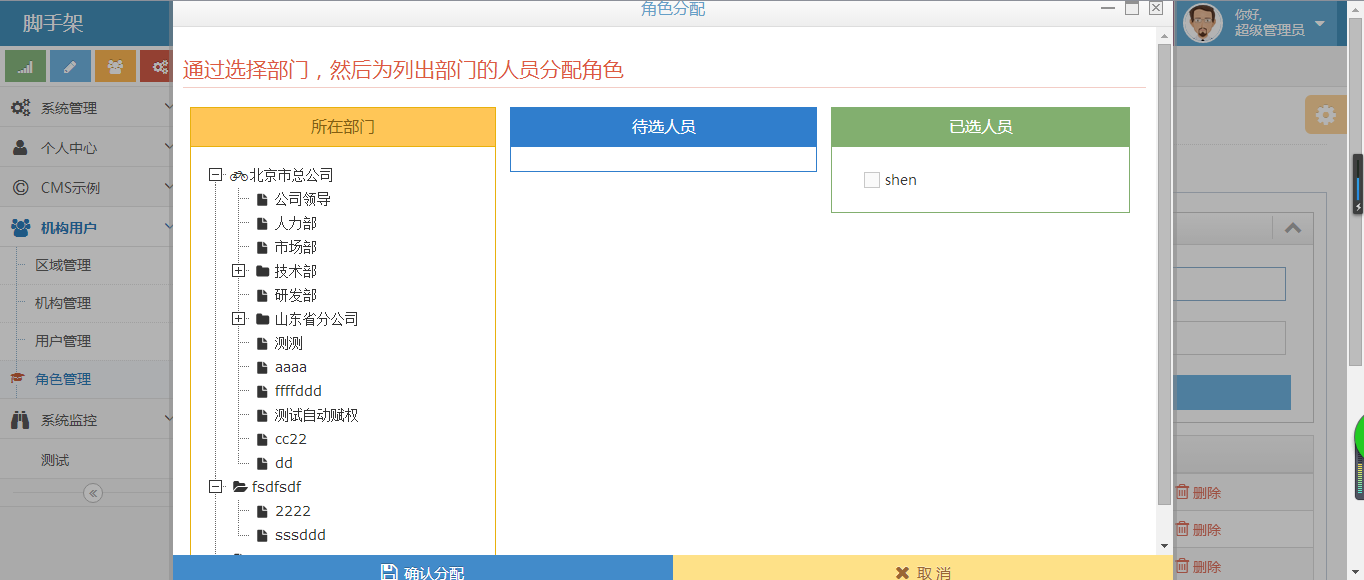 角色分配
脚手架
你好,
超级管理员
通过选择部门，然后为列出部门的人员分配角色
系统管理
个人中心
CMS示例
机构用户
区域管理
机构管理
用户管理
角色管理
系统监控
测试
所在部门
北京市总公司
公司领导
人力部
市场部
技术部
研发部
山东省分公司
测测
aaaa
ffffddd
测试自动赋权
cc22
dd
fsdfsdf
2222
sssddd
待选人员
已选人员
shen
删除
删除
删除
确认分配
取 消